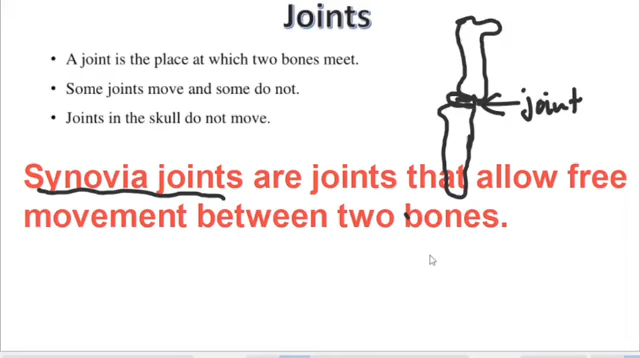 Joints
• A joint is the place at which two bones meet.
• Some joints move and some do not.
• Joints in the skull do not move.
joint
Synovia joints are joints that allow free
movement between two bones.